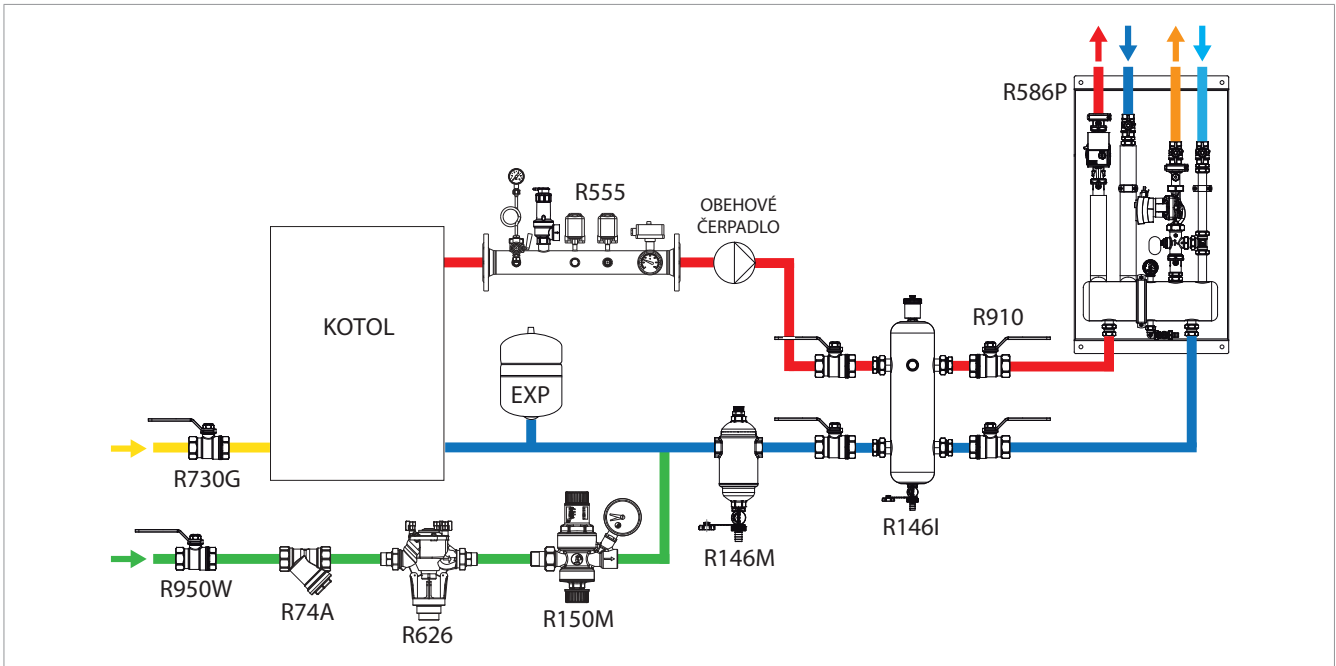 R586P
R555
OBEHOVÉ
ČERPADLO
KOTOL
R910
EXP
R730G
R146I
R146M
R950W
R74A
R626
R150M